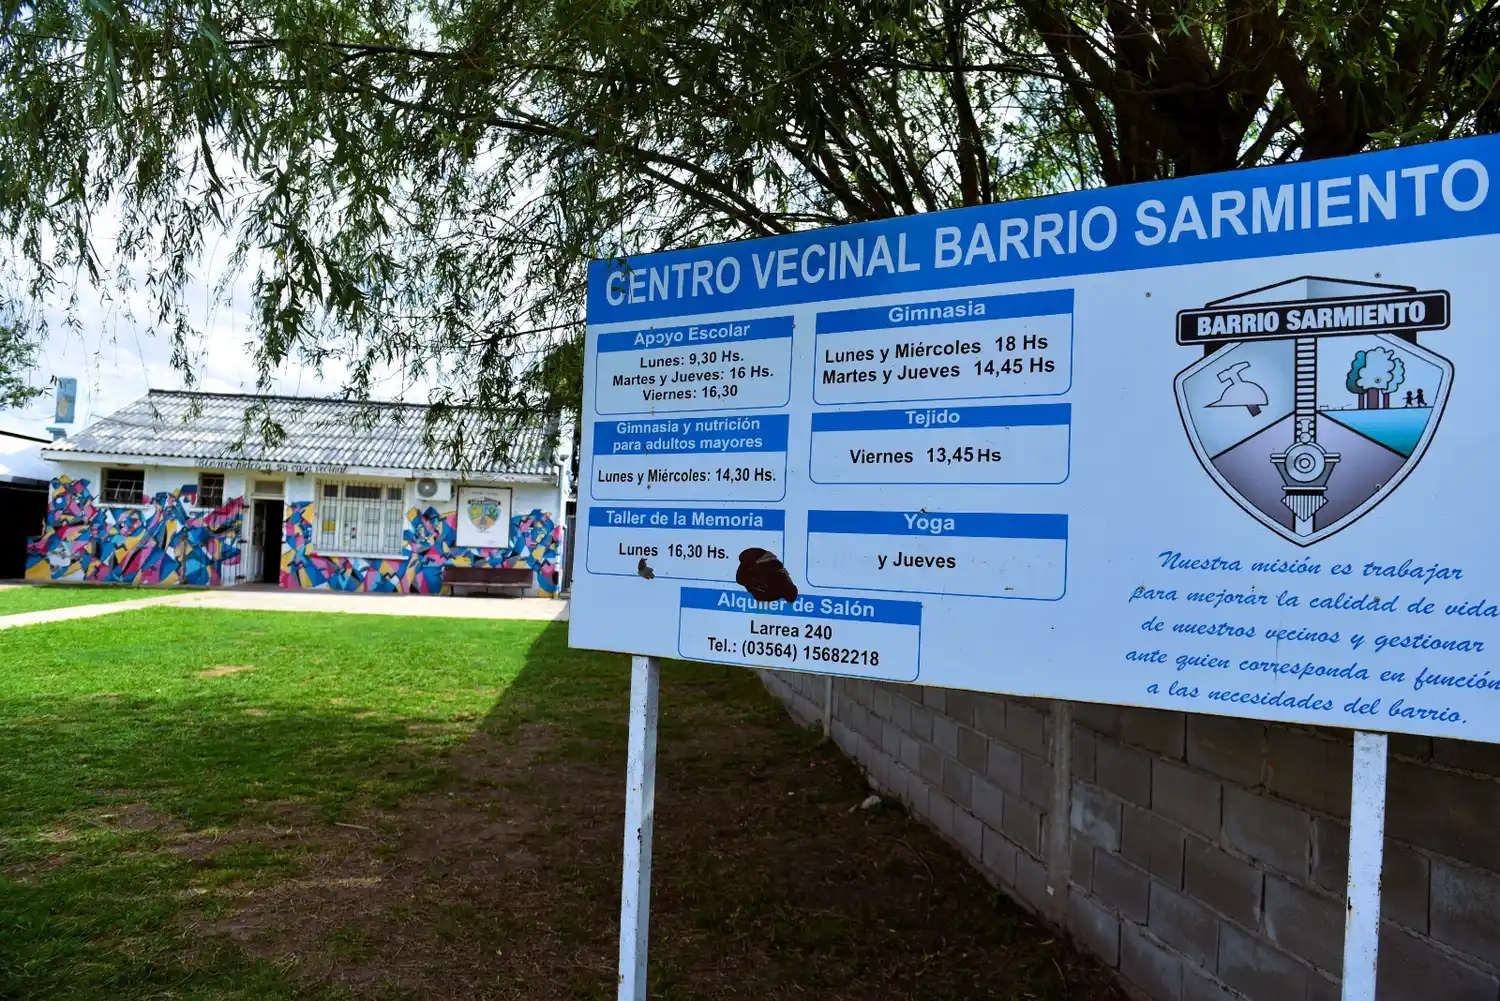 CENTRO VECINAL BARRIO SARMIENTO
Apoyo Escolar
Lunes: 9,30 Hs.
Martes y Jueves: 16 Hs.
Viernes: 16,30
Gimnasia
Lunes y Miércoles 18 Hs
Martes y Jueves 14,45 Hs
Gimnasia y nutrición
para adultos mayores
Lunes y Miércoles: 14,30 Hs.
Tejido
Viernes 13,45 Hs
Taller de la Memoria
Lunes 16,30 Hs.
Yoga
y Jueves
Alquiler de Salón
Larrea 240
Tel.: (03564) 15682218
BARRIO SARMIENTO
Nuestra misión es trabajar
para mejorar la calidad de vida
de nuestros vecinos y gestionar
ante quien corresponda en función
a las necesidades del barrio.
Bienvenidos a su casa vecinal